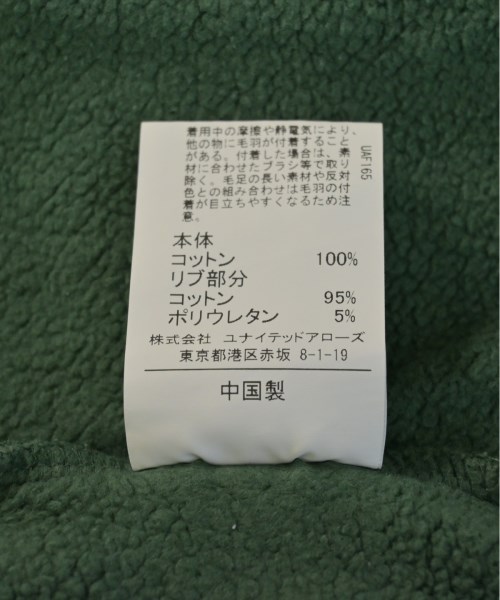 着用中の摩擦や静電気により、
他の物に毛羽が付着すること
がある。付着した場合は、素
材に合わせたブラシ等で取り
除く。毛足の長い素材や反対
色との組み合わせは毛羽の付
着が目立ちやすくなるため注
意。
UAF165
本体
コットン 100%
リブ部分
コットン 95%
ポリウレタン 5%
株式会社 ユナイテッドアローズ
東京都港区赤坂 8-1-19
中国製